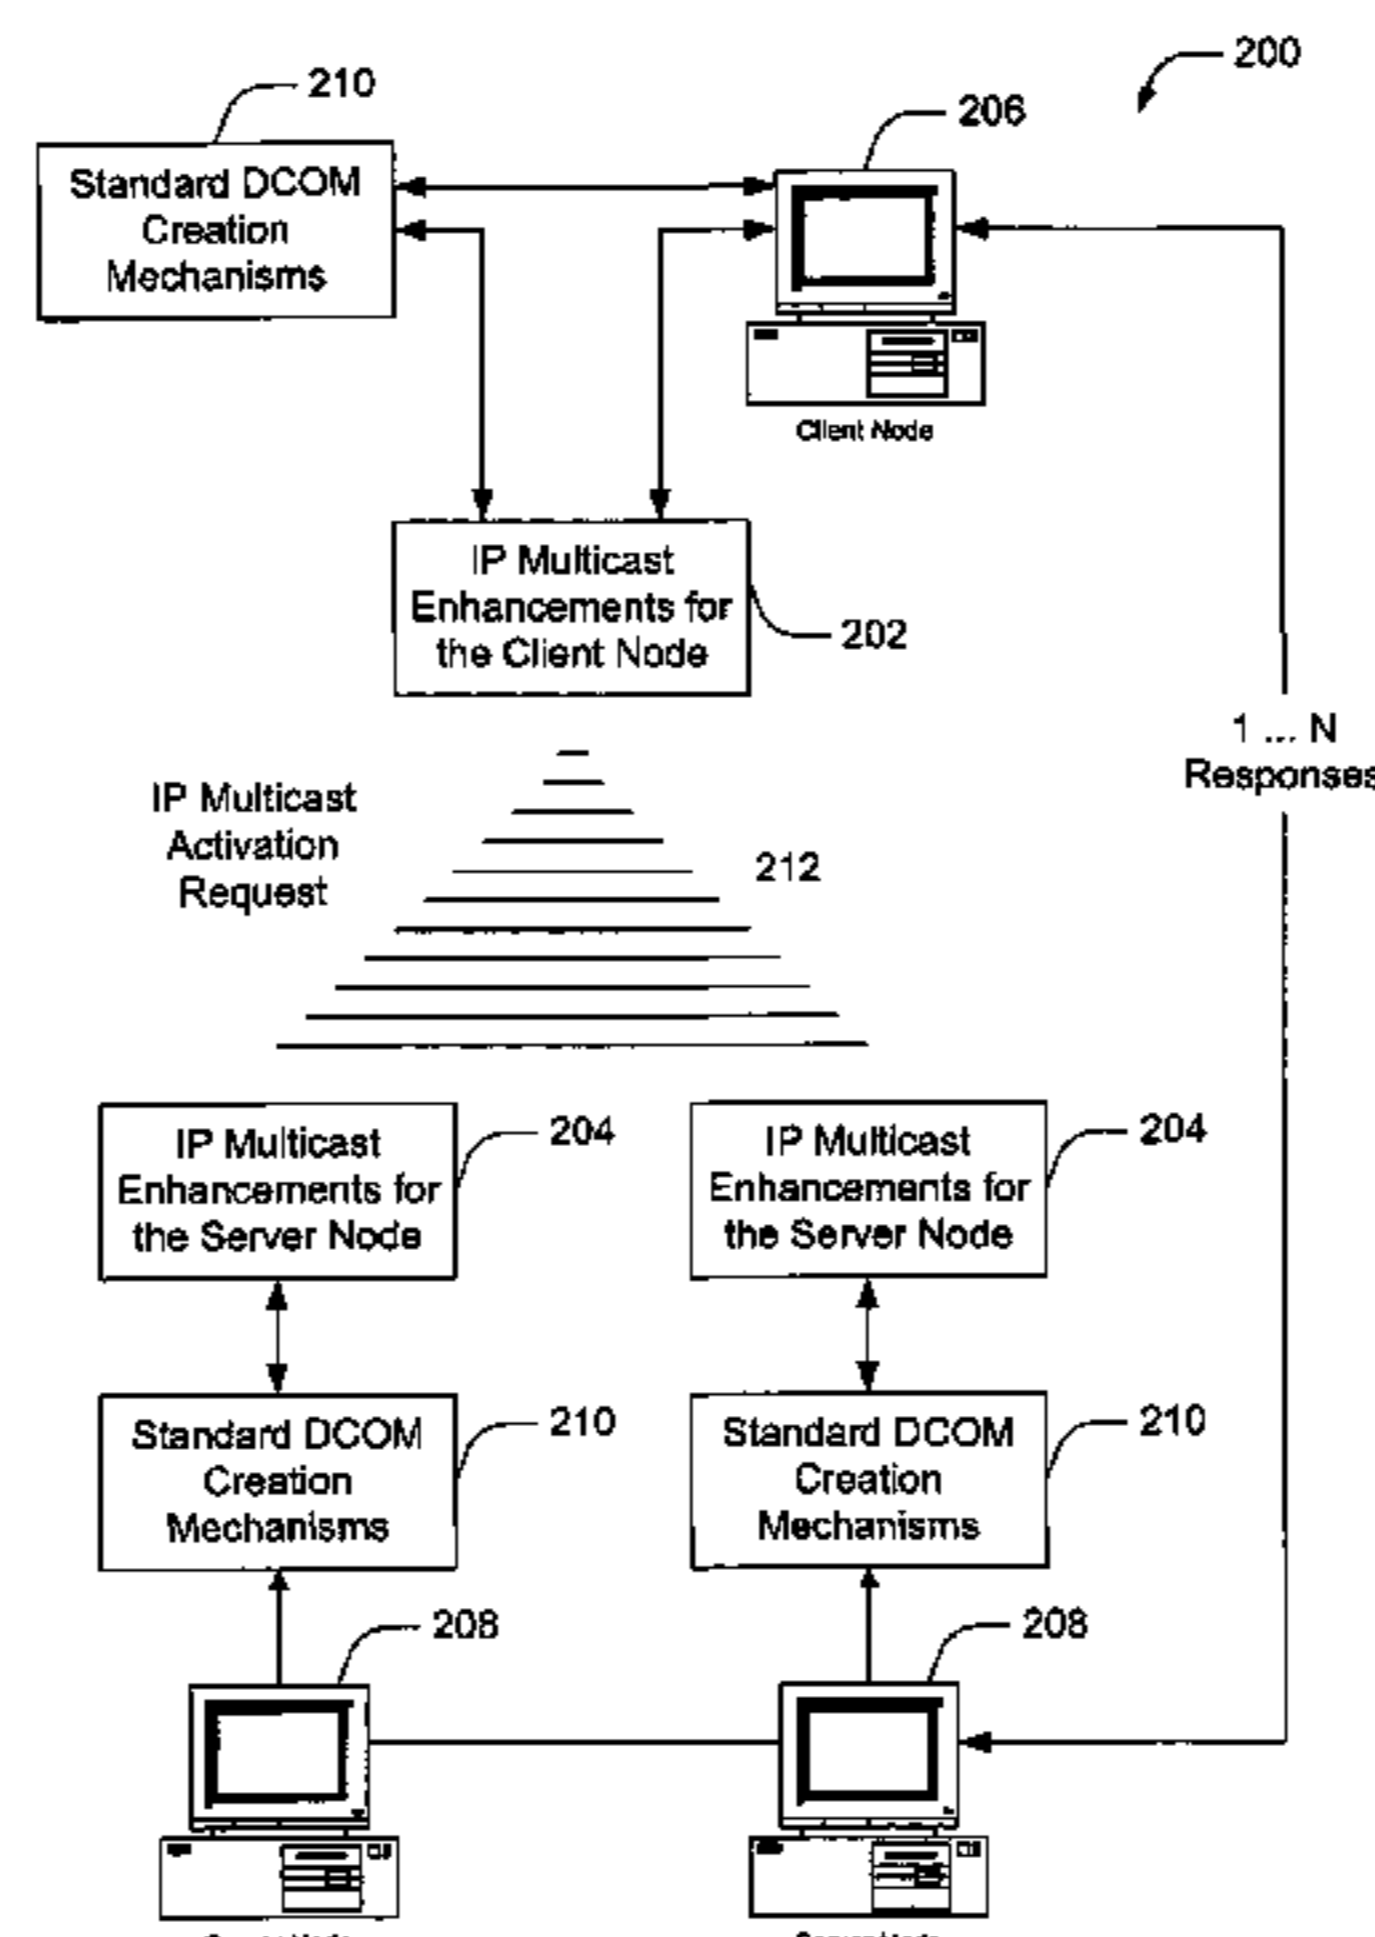 200
210
206
Standard DCOM
Creation
Mechanisms
Client Node
IP Multicast
Enhancements for
the Client Node
202
1 ... N
Responses
IP Multicast
Activation
Request
212
IP Multicast
Enhancements for
the Server Node
204
IP Multicast
Enhancements for
the Server Node
204
Standard DCOM
Creation
Mechanisms
210
Standard DCOM
Creation
Mechanisms
210
208
208